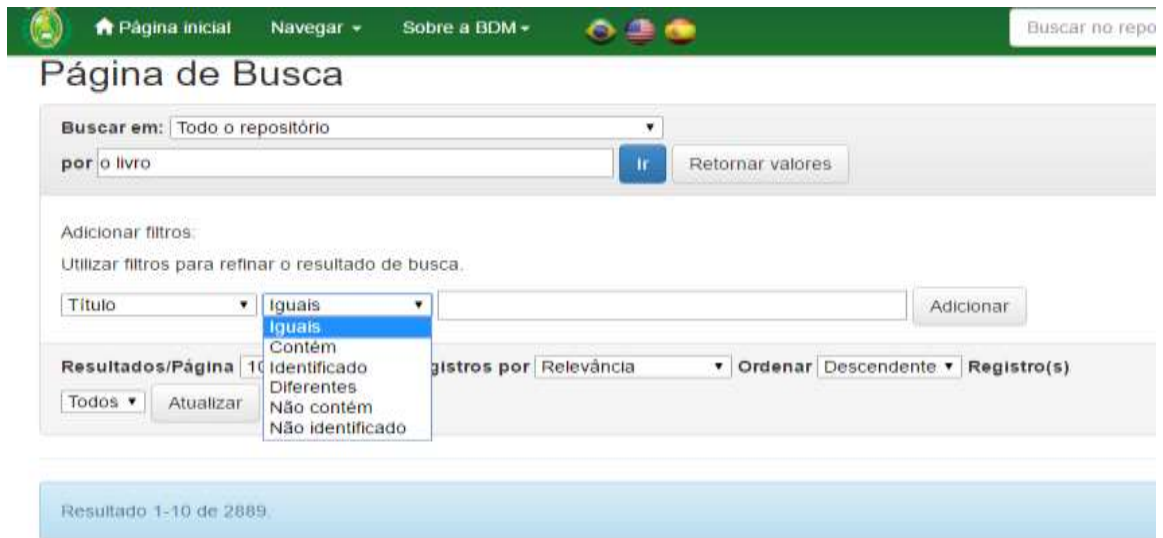 Página inicial Navegar Sobre a BDM Buscar no repo
Página de Busca
Buscar em: Todo o repositório
por o livro Ir Retornar valores
Adicionar filtros:
Utilizar filtros para refinar o resultado de busca.
Título Iguais Adicionar
Iguais
Contém
Resultados/Página 10 Identificado gistros por Relevância Ordenar Descendente Registro(s)
Diferentes
Todos Atualizar Não contém
Não identificado
Resultado 1-10 de 2889.